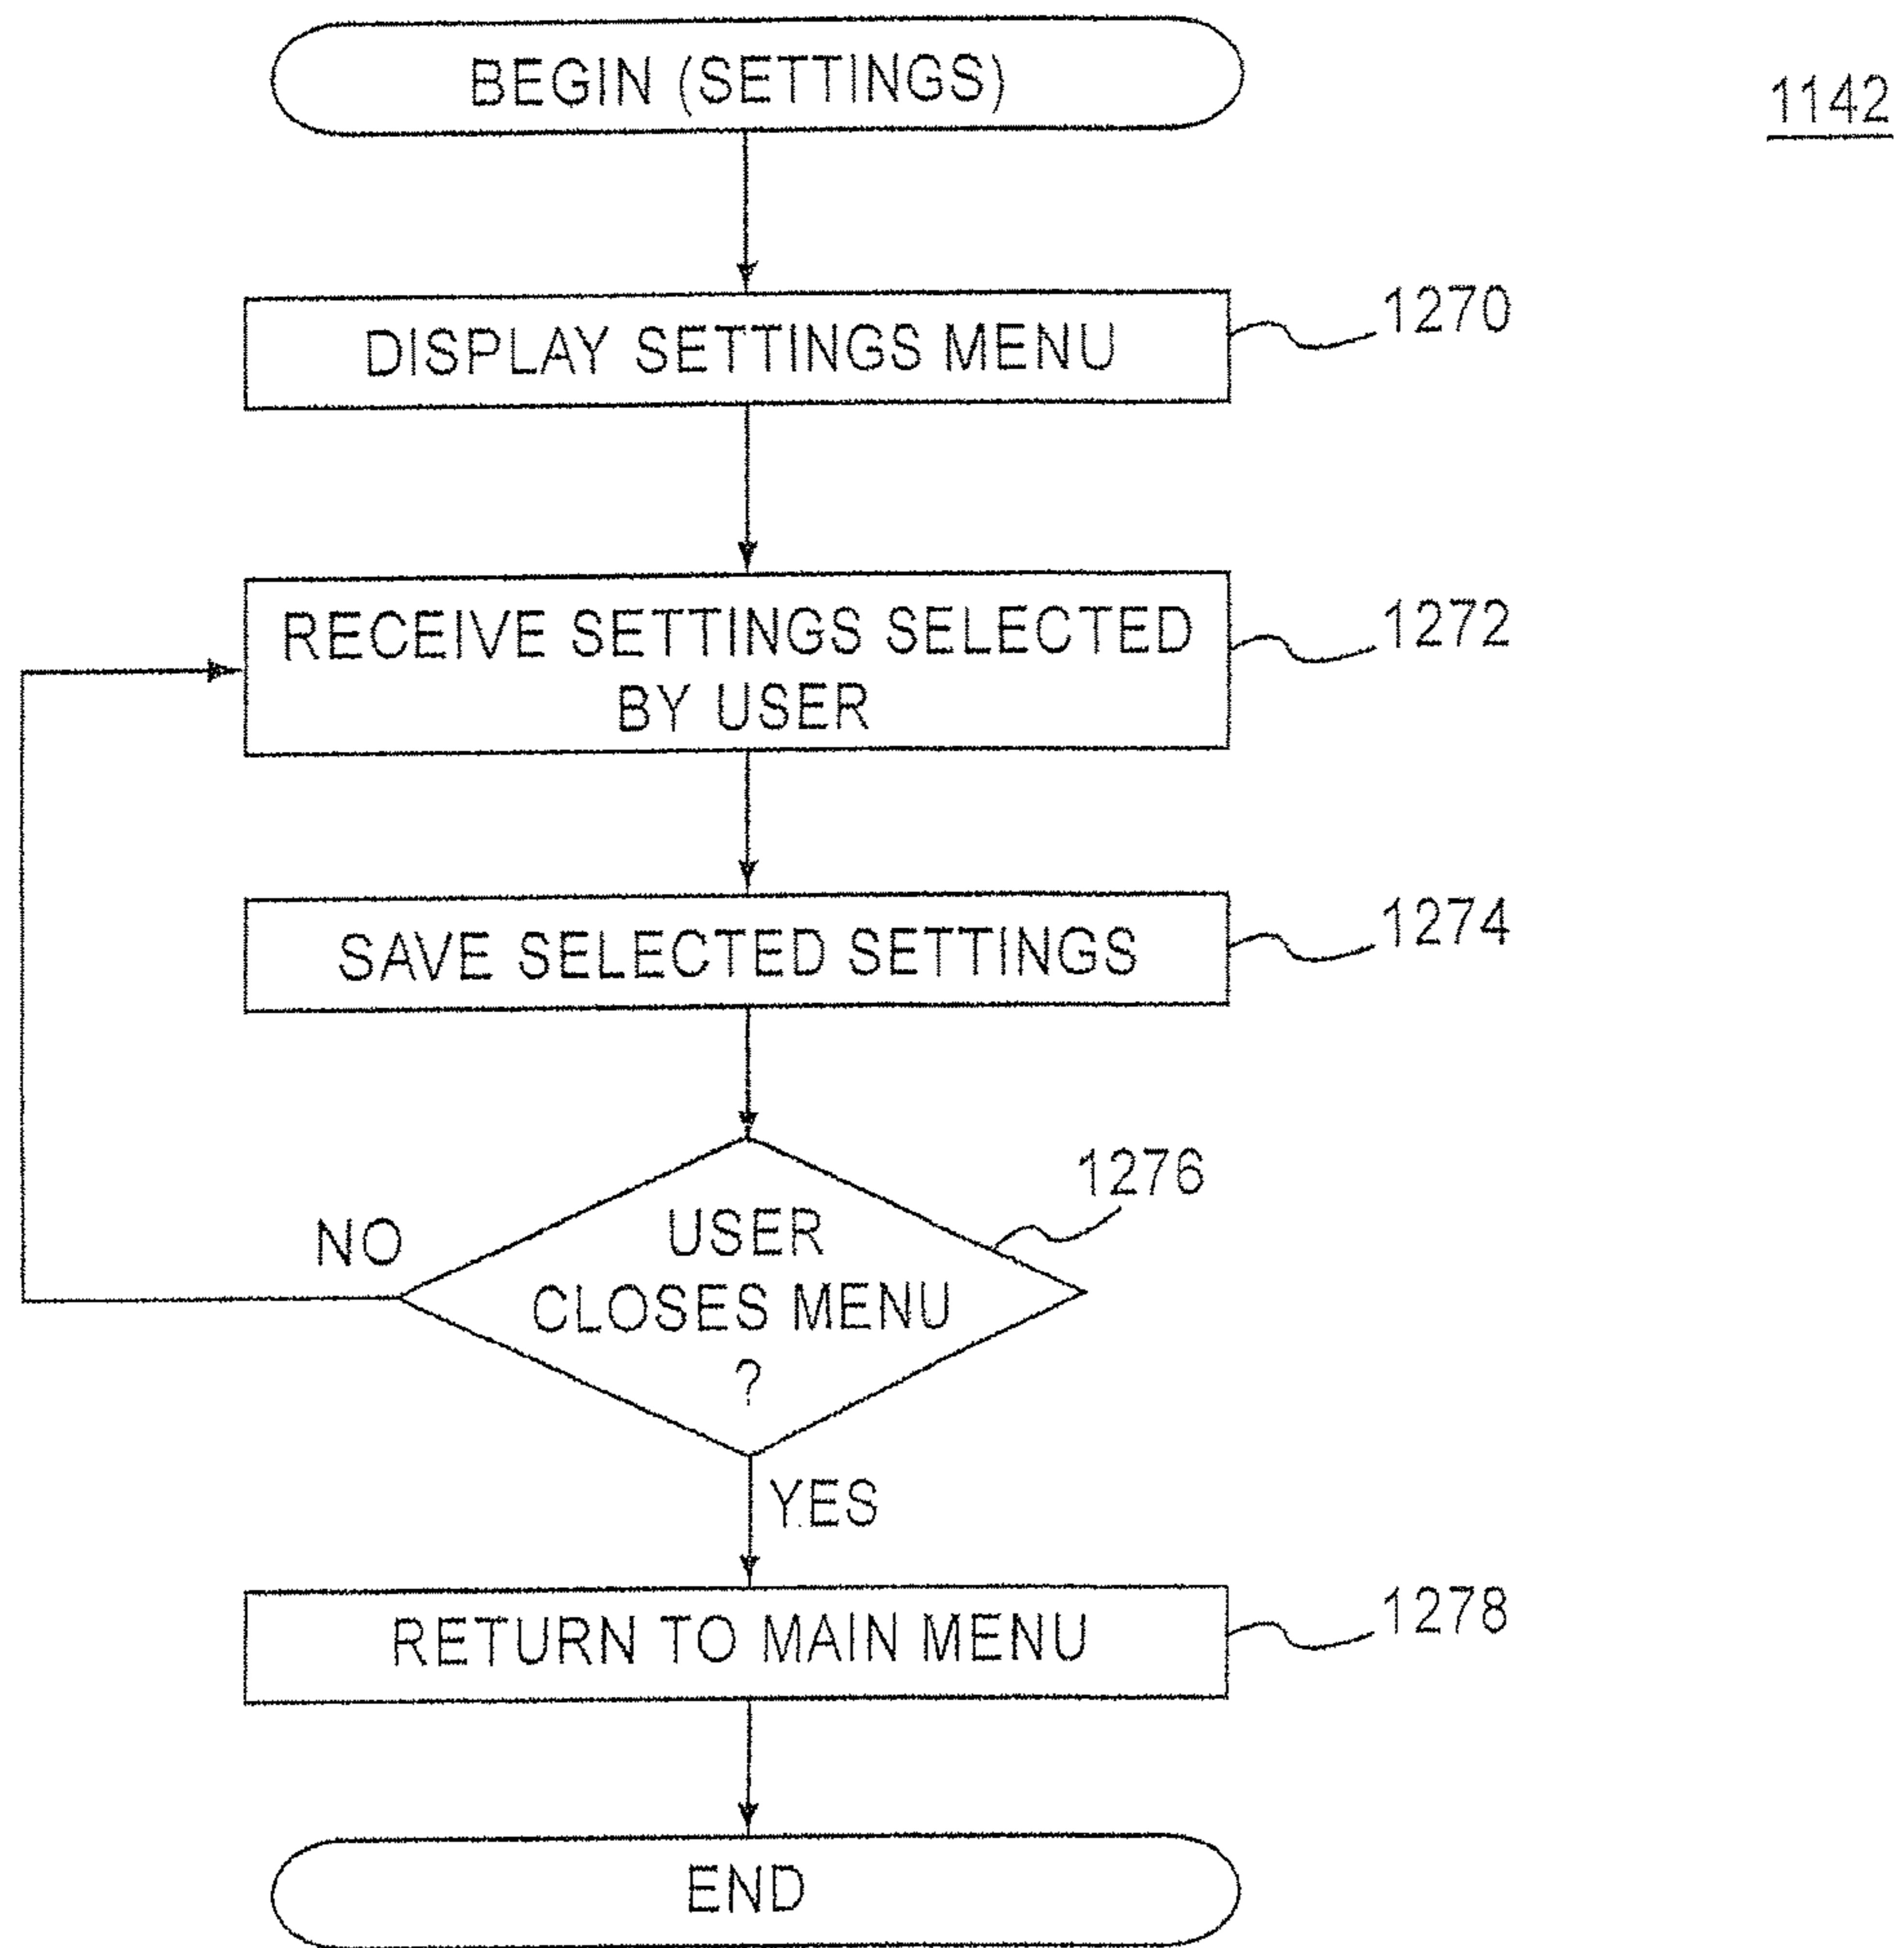 BEGIN (SETTINGS)
1142
DISPLAY SETTINGS MENU
1270
RECEIVE SETTINGS SELECTED
BY USER
1272
SAVE SELECTED SETTINGS
1274
1276
USER
CLOSES MENU
?
NO
YES
RETURN TO MAIN MENU
1278
END